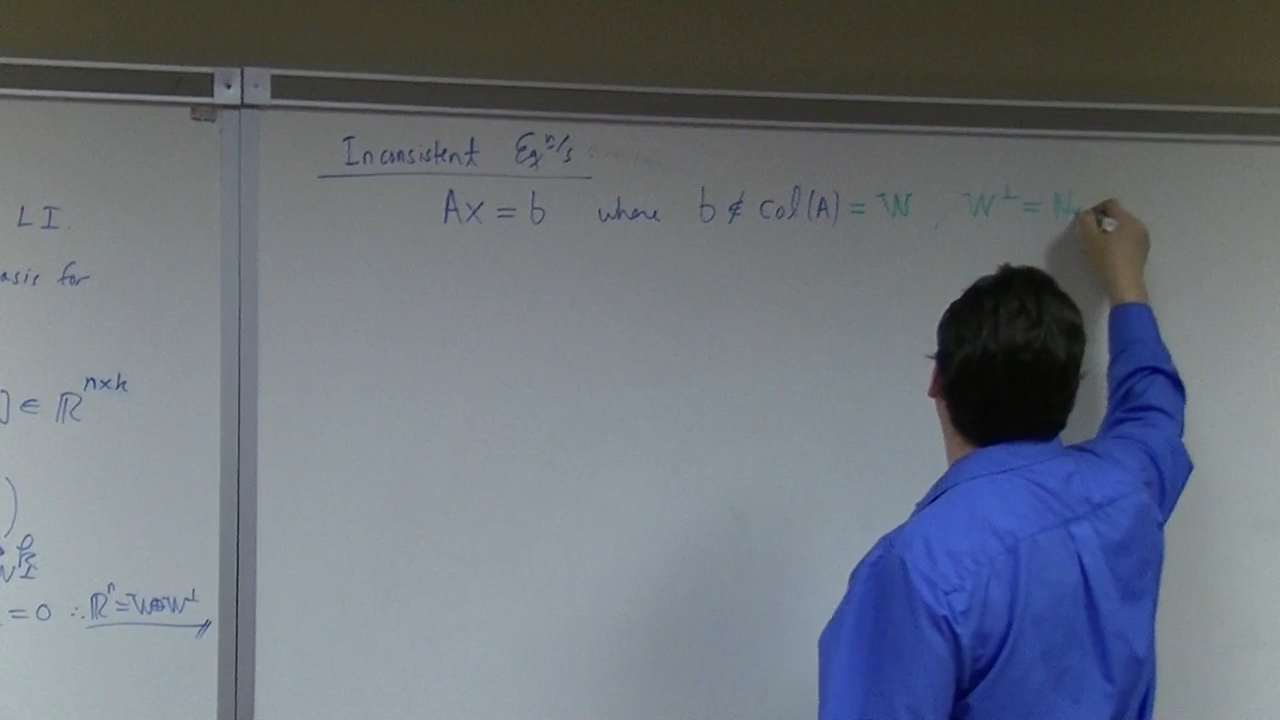 LI.
asis for
] ∈ ℝ^{n×k}
= 0 ∴ ℝ^n = W⊕W^⊥
Inconsistent Eq^n/s :
Ax = b where b ∉ Col(A) = W W^⊥ = N